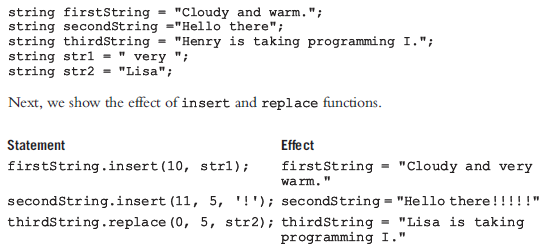 string firstString = "Cloudy and warm.";
string secondString ="Hello there";
string thirdString = "Henry is taking programming I.";
string str1 = " very ";
string str2 = "Lisa";
Next, we show the effect of insert and replace functions.
Statement Effect
firstString.insert(10, str1); firstString = "Cloudy and very
warm."
secondString.insert(11, 5, '!'); secondString = "Hello there!!!!!"
thirdString.replace(0, 5, str2); thirdString = "Lisa is taking
programming I."